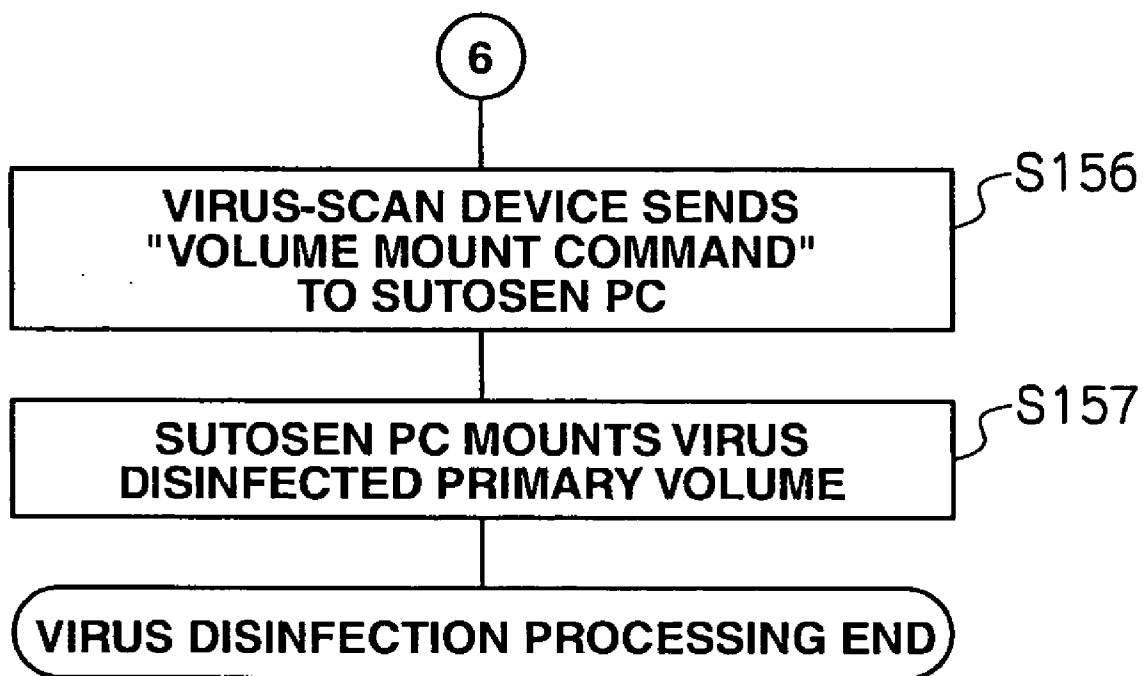 6
VIRUS-SCAN DEVICE SENDS
"VOLUME MOUNT COMMAND"
TO SUTOSEN PC
S156
SUTOSEN PC MOUNTS VIRUS
DISINFECTED PRIMARY VOLUME
S157
VIRUS DISINFECTION PROCESSING END